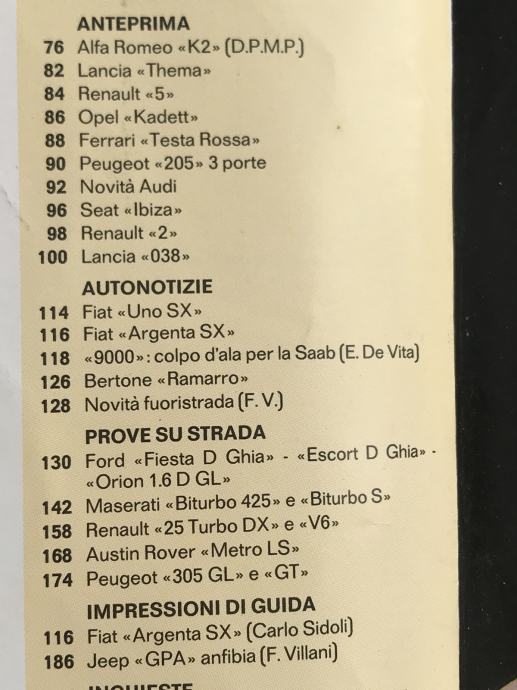 ANTEPRIMA
76 Alfa Romeo «K2» (D.P.M.P.)
82 Lancia «Thema»
84 Renault «5»
86 Opel «Kadett»
88 Ferrari «Testa Rossa»
90 Peugeot «205» 3 porte
92 Novità Audi
96 Seat «Ibiza»
98 Renault «2»
100 Lancia «038»
AUTONOTIZIE
114 Fiat «Uno SX»
116 Fiat «Argenta SX»
118 «9000»: colpo d'ala per la Saab (E. De Vita)
126 Bertone «Ramarro»
128 Novità fuoristrada (F. V.)
PROVE SU STRADA
130 Ford «Fiesta D Ghia» - «Escort D Ghia» -
«Orion 1.6 D GL»
142 Maserati «Biturbo 425» e «Biturbo S»
158 Renault «25 Turbo DX» e «V6»
168 Austin Rover «Metro LS»
174 Peugeot «305 GL» e «GT»
IMPRESSIONI DI GUIDA
116 Fiat «Argenta SX» (Carlo Sidoli)
186 Jeep «GPA» anfibia (F. Villani)
INCHIESTE